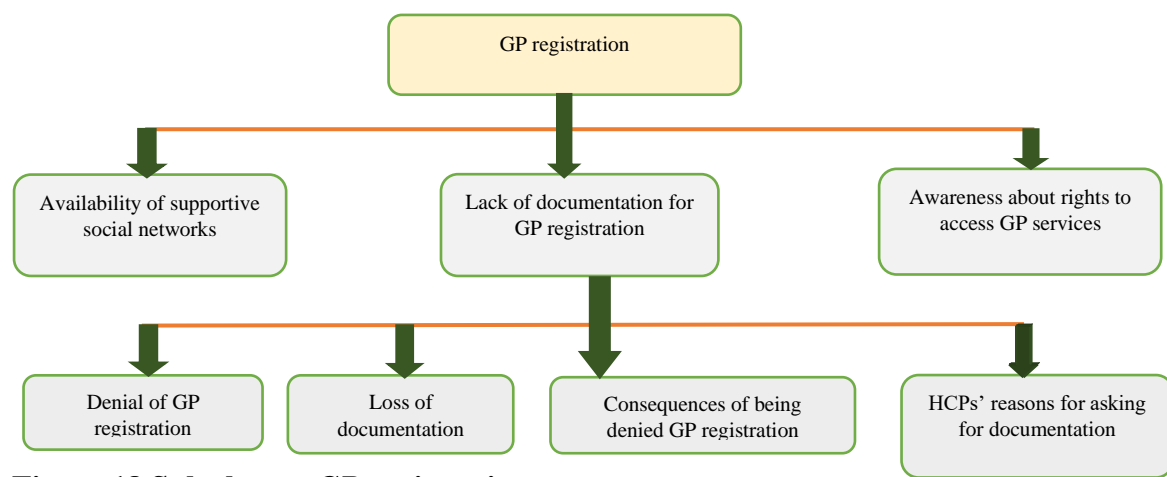 GP registration
Availability of supportive
social networks
Lack of documentation for
GP registration
Awareness about rights to
access GP services
Denial of GP
registration
Loss of
documentation
Consequences of being
denied GP registration
HCPs’ reasons for asking
for documentation